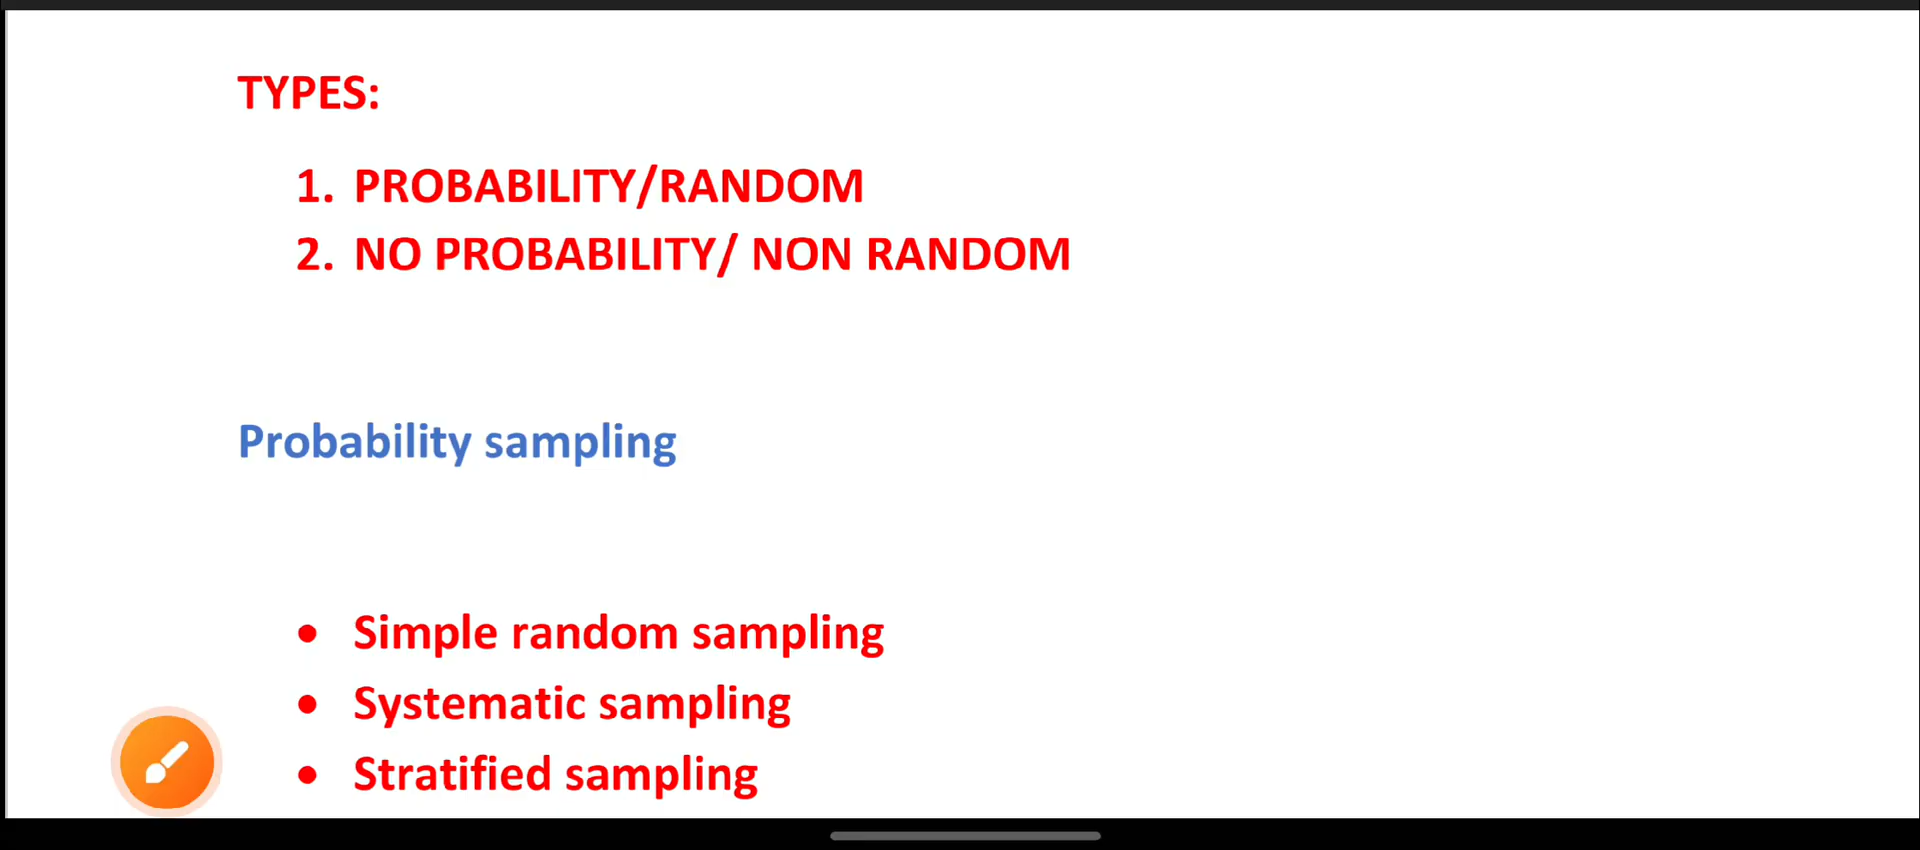 TYPES:
1. PROBABILITY/RANDOM
2. NO PROBABILITY/ NON RANDOM
Probability sampling
• Simple random sampling
• Systematic sampling
• Stratified sampling